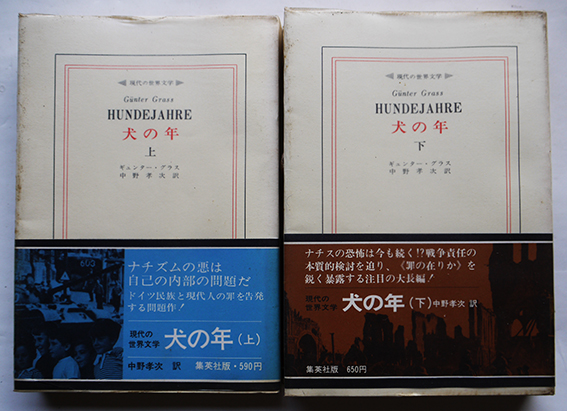 現代の世界文学
Günter Grass
HUNDEJAHRE
犬の年
上
ギュンター・グラス
中野孝次 訳
ナチズムの悪は
自己の内部の問題だ
ドイツ民族と現代人の罪を告発
する問題作!
現代の
世界文学
犬の年(上)
中野孝次 訳
集英社版・590円
現代の世界文学
Günter Grass
HUNDEJAHRE
犬の年
下
ギュンター・グラス
中野孝次 訳
ナチスの恐怖は今も続く!?戦争責任の
本質的検討を迫り、《罪の在りか》を
鋭く暴露する注目の大長編!
現代の
世界文学
犬の年(下)中野孝次 訳
集英社版 650円